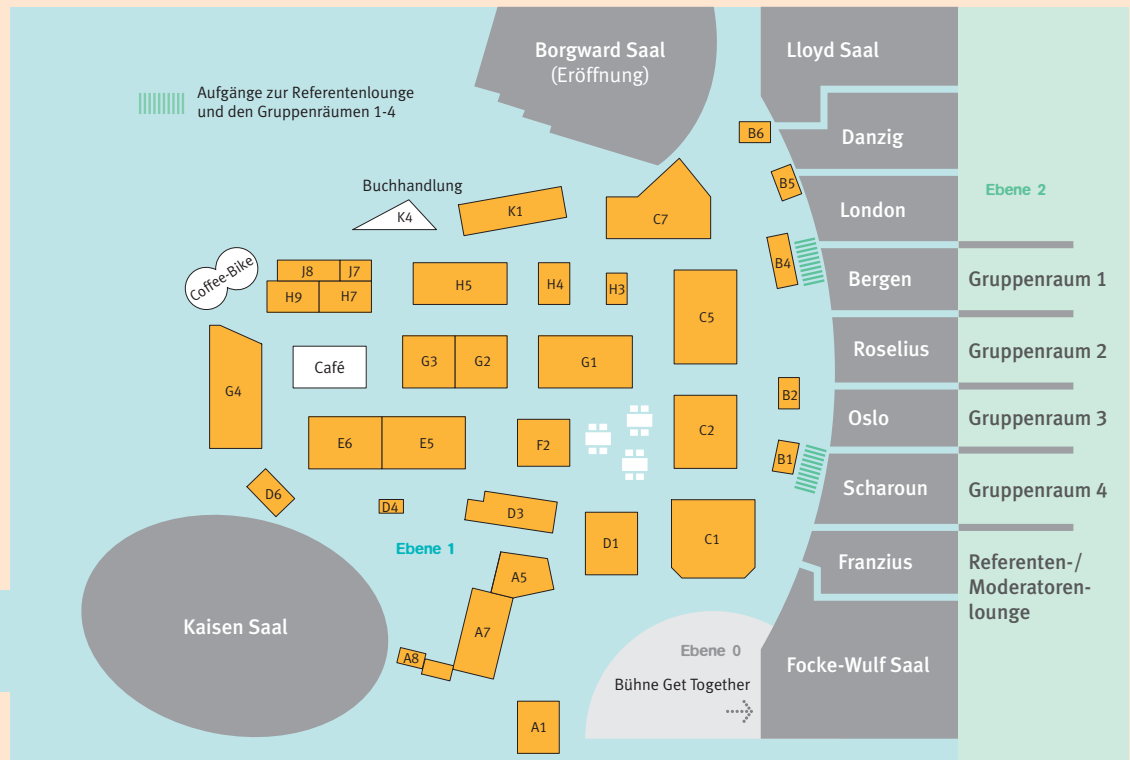 Borgward Saal
(Eröffnung)
Lloyd Saal
Aufgänge zur Referentenlounge
und den Gruppenräumen 1-4
B6
Danzig
Buchhandlung
K4
K1
C7
B5
London
Ebene 2
Coffee-Bike
J8
J7
H9
H7
H5
H4
H3
B4
Bergen
Gruppenraum 1
C5
G4
Café
G3
G2
G1
Roselius
Gruppenraum 2
B2
Oslo
Gruppenraum 3
E6
E5
F2
C2
B1
Scharoun
Gruppenraum 4
D6
D4
D3
Ebene 1
D1
C1
Franzius
Referenten-/
Moderatoren-
lounge
A5
Kaisen Saal
A7
A8
Ebene 0
Bühne Get Together
Focke-Wulf Saal
A1